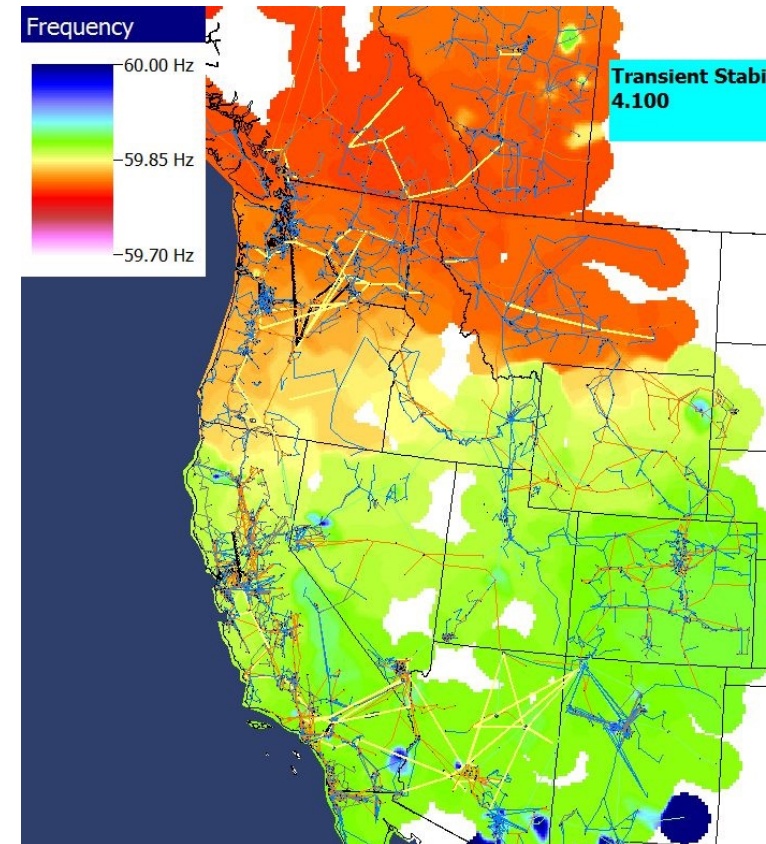 Frequency
60.00 Hz
59.85 Hz
59.70 Hz
Transient Stabi
4.100